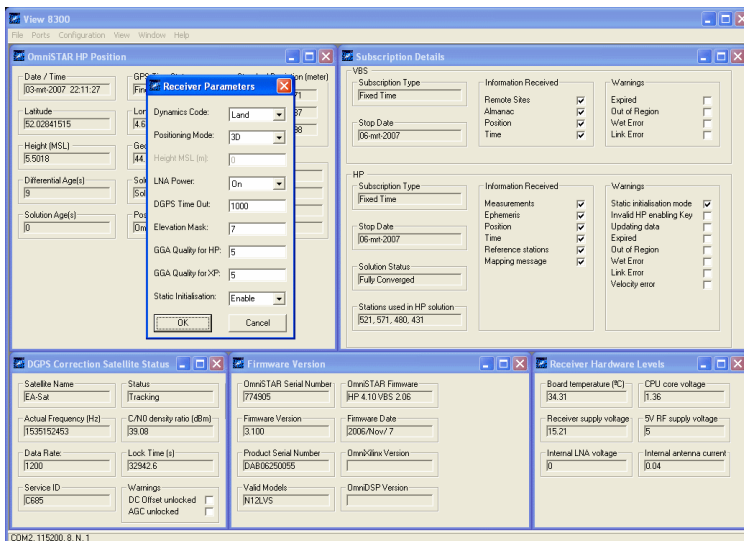 View 8300
File Ports Configuration View Window Help
OmniSTAR HP Position
Date / Time
03-mrt-2007 22:11:27
Latitude
52.02841515
Height (MSL)
5.5018
Differential Age(s)
9
Solution Age(s)
0
Receiver Parameters
Dynamics Code: Land
Positioning Mode: 3D
Height MSL (m): 0
LNA Power: On
DGPS Time Out: 1000
Elevation Mask: 7
GGA Quality for HP: 5
GGA Quality for XP: 5
Static Initialisation: Enable
OK Cancel
Subscription Details
VBS
Subscription Type
Fixed Time
Stop Date
06-mrt-2007
Information Received
Remote Sites
Almanac
Position
Time
Warnings
Expired
Out of Region
Wet Error
Link Error
HP
Subscription Type
Fixed Time
Stop Date
06-mrt-2007
Solution Status
Fully Converged
Stations used in HP solution
521, 571, 480, 431
Information Received
Measurements
Ephemeris
Position
Time
Reference stations
Mapping message
Warnings
Static initialisation mode
Invalid HP enabling Key
Updating data
Expired
Out of Region
Wet Error
Link Error
Velocity error
DGPS Correction Satellite Status
Satellite Name
EA-Sat
Status
Tracking
Actual Frequency (Hz)
1535152453
C/N0 density ratio (dBm)
39.08
Data Rate:
1200
Lock Time (s)
32942.6
Service ID
C685
Warnings
DC Offset unlocked
AGC unlocked
Firmware Version
OmniSTAR Serial Number
774905
OmniSTAR Firmware
HP 4.10 VBS 2.06
Firmware Version
3.100
Firmware Date
2006/Nov/ 7
Product Serial Number
DAB06250055
OmniXilinx Version
Valid Models
N12LVS
OmniDSP Version
Receiver Hardware Levels
Board temperature (ºC)
34.31
CPU core voltage
1.36
Receiver supply voltage
15.21
5V RF supply voltage
5
Internal LNA voltage
0
Internal antenna current
0.04
COM2, 115200, 8, N, 1